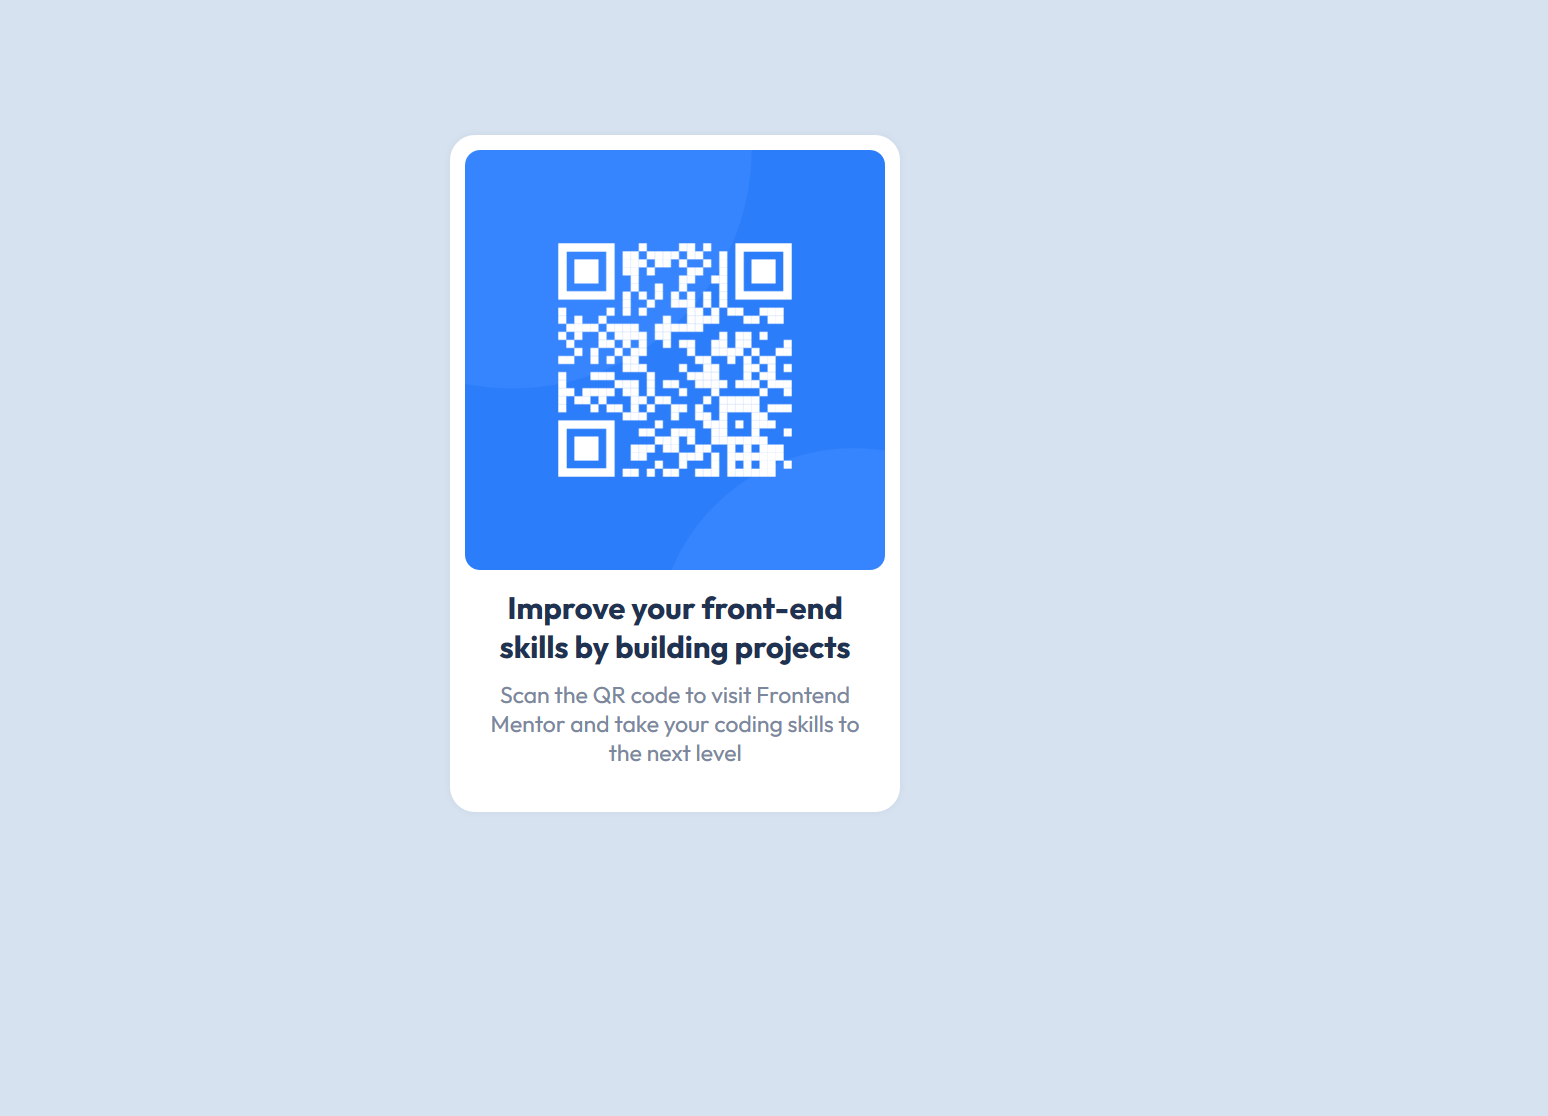 Improve your front-end
skills by building projects
Scan the QR code to visit Frontend
Mentor and take your coding skills to
the next level